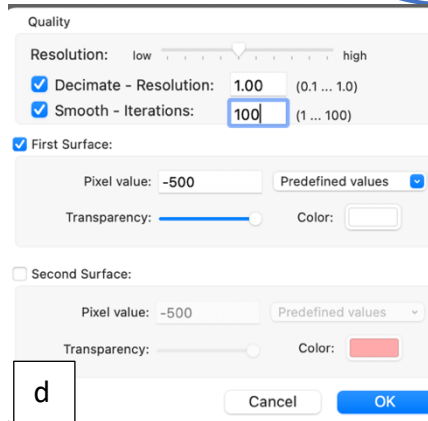 Quality
Resolution: low high
Decimate - Resolution: 1.00 (0.1 ... 1.0)
Smooth - Iterations: 100 (1 ... 100)
First Surface:
Pixel value: -500 Predefined values
Transparency: Color:
Second Surface:
Pixel value: -500 Predefined values
Transparency: Color:
d
Cancel OK